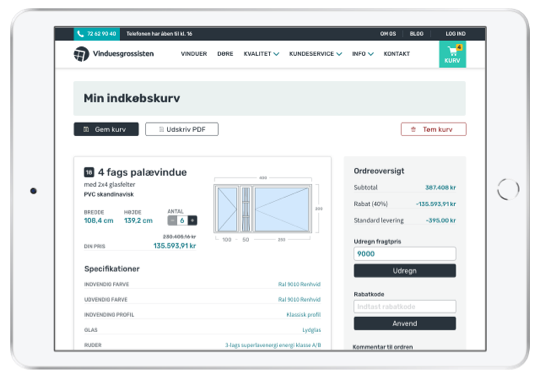 72 62 90 40 Telefonen har åben til kl. 16 OM OS BLOG LOG IND
Vinduesgrossisten VINDUER DØRE KVALITET KUNDESERVICE INFO KONTAKT 4 KURV
Min indkøbskurv
Gem kurv Udskriv PDF Tøm kurv
4 fags palævindue
med 2x4 glasfelter
PVC skandinavisk
BREDDE HØJDE ANTAL
108,4 cm 139,2 cm - 6 +
DIN PRIS 135.593,91 kr
Specifikationer
INDVENDIG FARVE Ral 9010 Renhvid
UDVENDIG FARVE Ral 9010 Renhvid
INDVENDING PROFIL Klassisk profil
GLAS Lydglas
RUDER 3-lags superlavenergi energi klasse A/B
100 50
Ordreoversigt
Subtotal 387.408 kr
Rabat (40%) -135.593,91 kr
Standard levering -395.00 kr
Udregn fragtpris
9000
Udregn
Rabatkode
Indtast rabatkode
Anvend
Kommentar til ordren